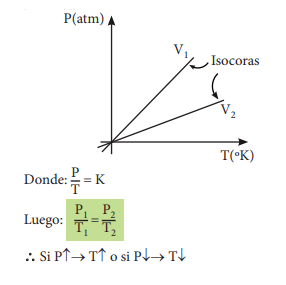 P(atm)
V₁
Isocoras
V₂
T(°K)
Donde: P/T = K
Luego: P₁/T₁ = P₂/T₂
∴ Si P↑→ T↑ o si P↓→ T↓